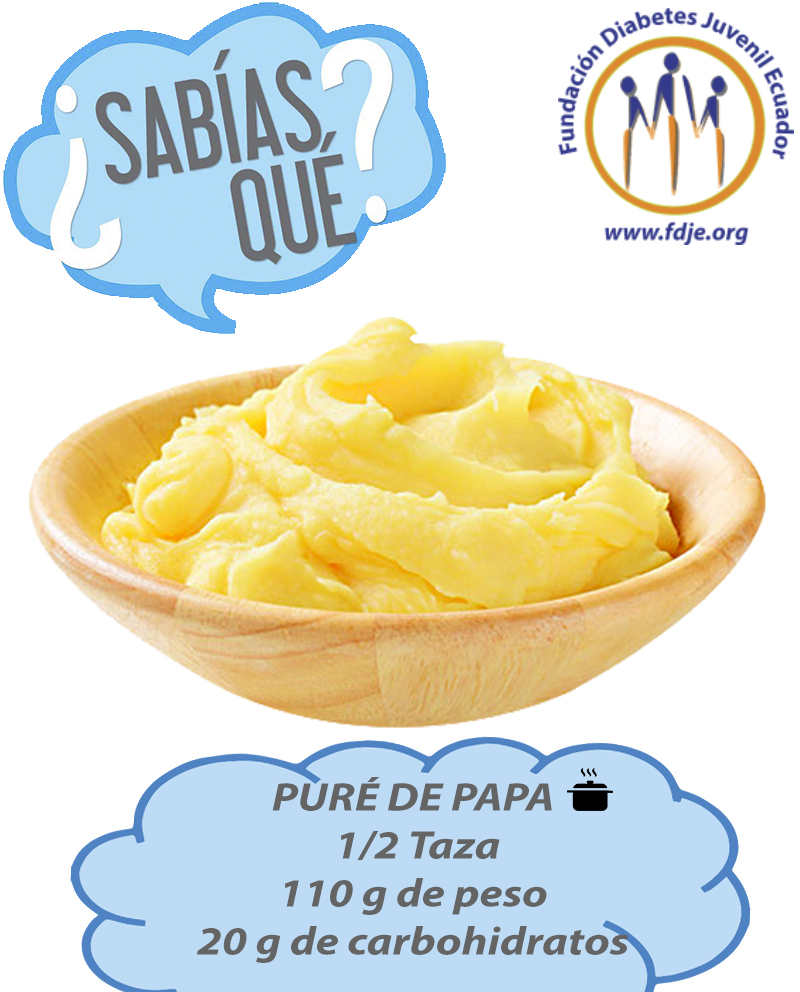 ¿SABÍAS
QUÉ?
Fundación Diabetes Juvenil Ecuador
www.fdje.org
PURÉ DE PAPA
1/2 Taza
110 g de peso
20 g de carbohidratos